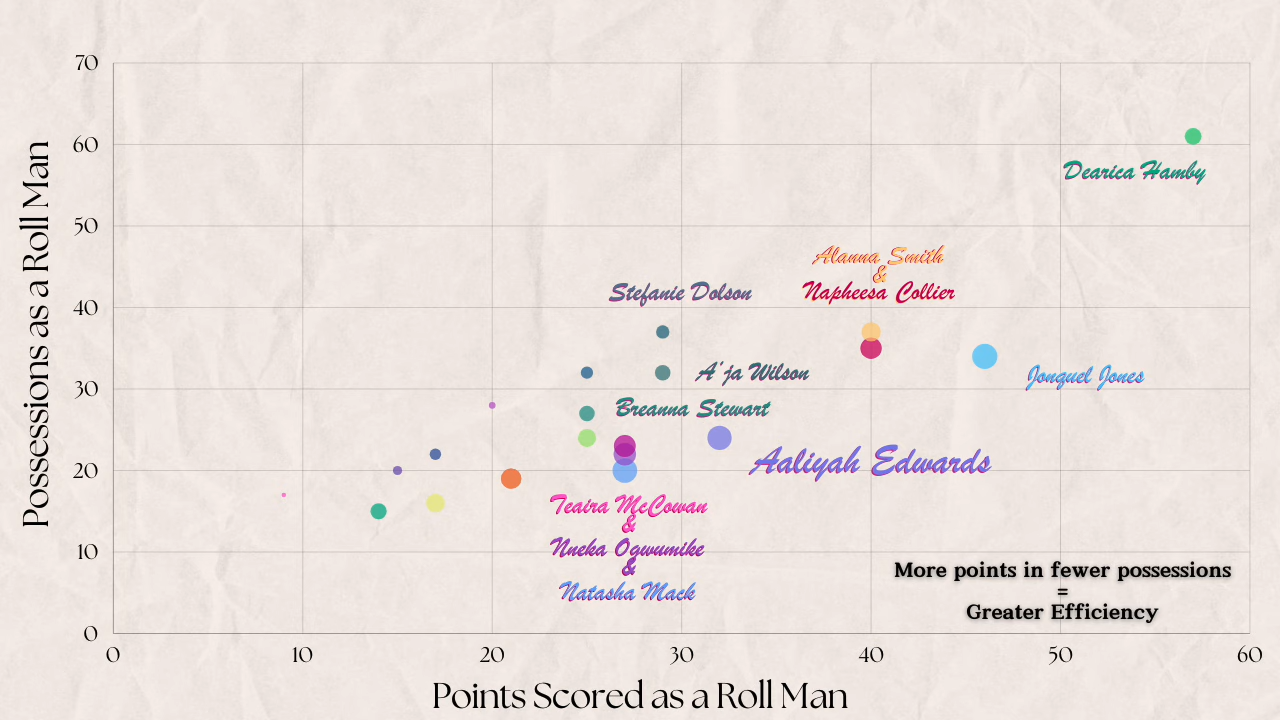 70
60
50
40
30
20
10
0
Possessions as a Roll Man
Dearica Hamby
Alanna Smith
&
Napheesa Collier
Stefanie Dolson
A'ja Wilson
Jonquel Jones
Breanna Stewart
Aaliyah Edwards
Teaira McCowan
&
Nneka Ogwumike
&
Natasha Mack
More points in fewer possessions
=
Greater Efficiency
0 10 20 30 40 50 60
Points Scored as a Roll Man